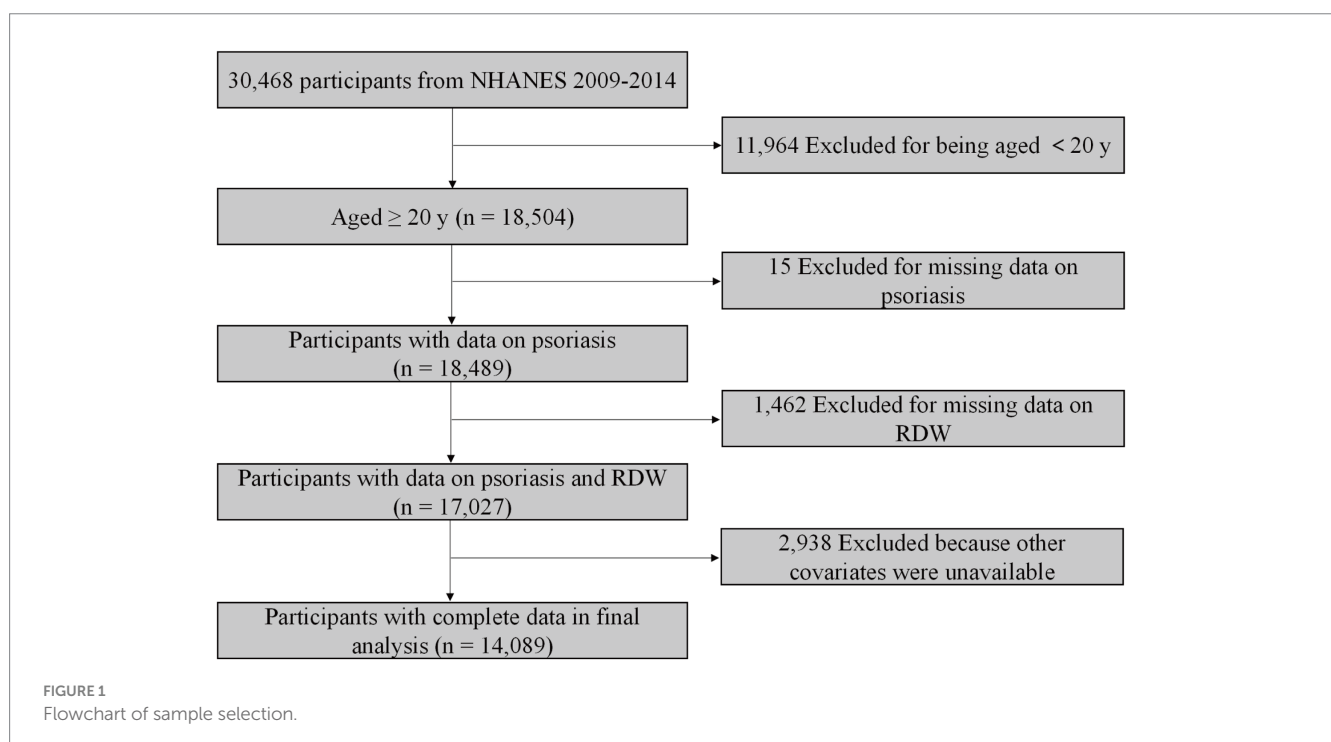 30,468 participants from NHANES 2009-2014
11,964 Excluded for being aged < 20 y
Aged ≥ 20 y (n = 18,504)
15 Excluded for missing data on
psoriasis
Participants with data on psoriasis
(n = 18,489)
1,462 Excluded for missing data on
RDW
Participants with data on psoriasis and RDW
(n = 17,027)
2,938 Excluded because other
covariates were unavailable
Participants with complete data in final
analysis (n = 14,089)
FIGURE 1
Flowchart of sample selection.